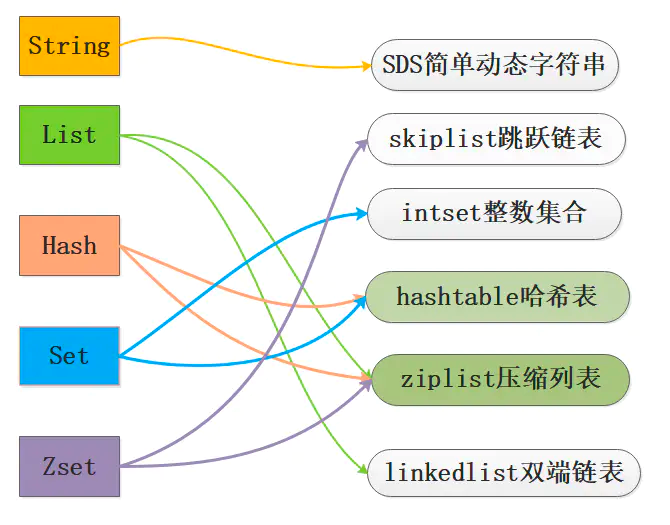 String
SDS简单动态字符串
List
skiplist跳跃链表
intset整数集合
Hash
hashtable哈希表
Set
ziplist压缩列表
Zset
linkedlist双端链表